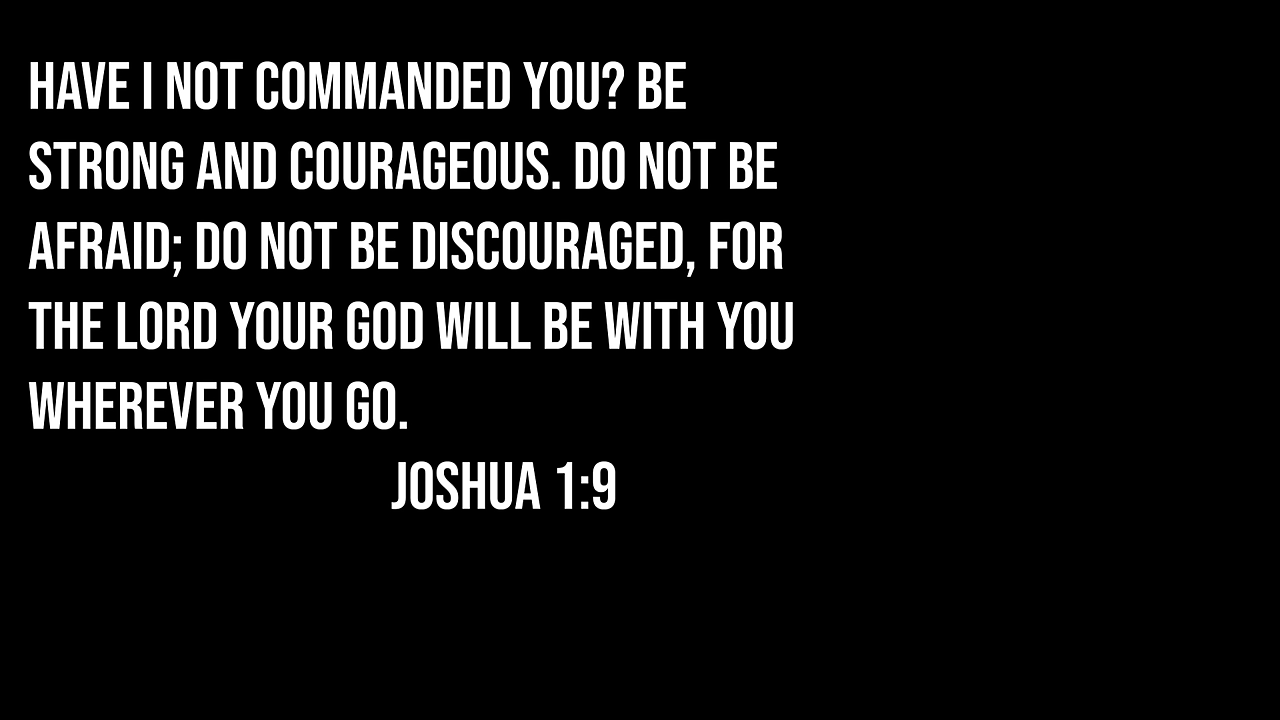 HAVE I NOT COMMANDED YOU? BE
STRONG AND COURAGEOUS. DO NOT BE
AFRAID; DO NOT BE DISCOURAGED, FOR
THE LORD YOUR GOD WILL BE WITH YOU
WHEREVER YOU GO.
JOSHUA 1:9